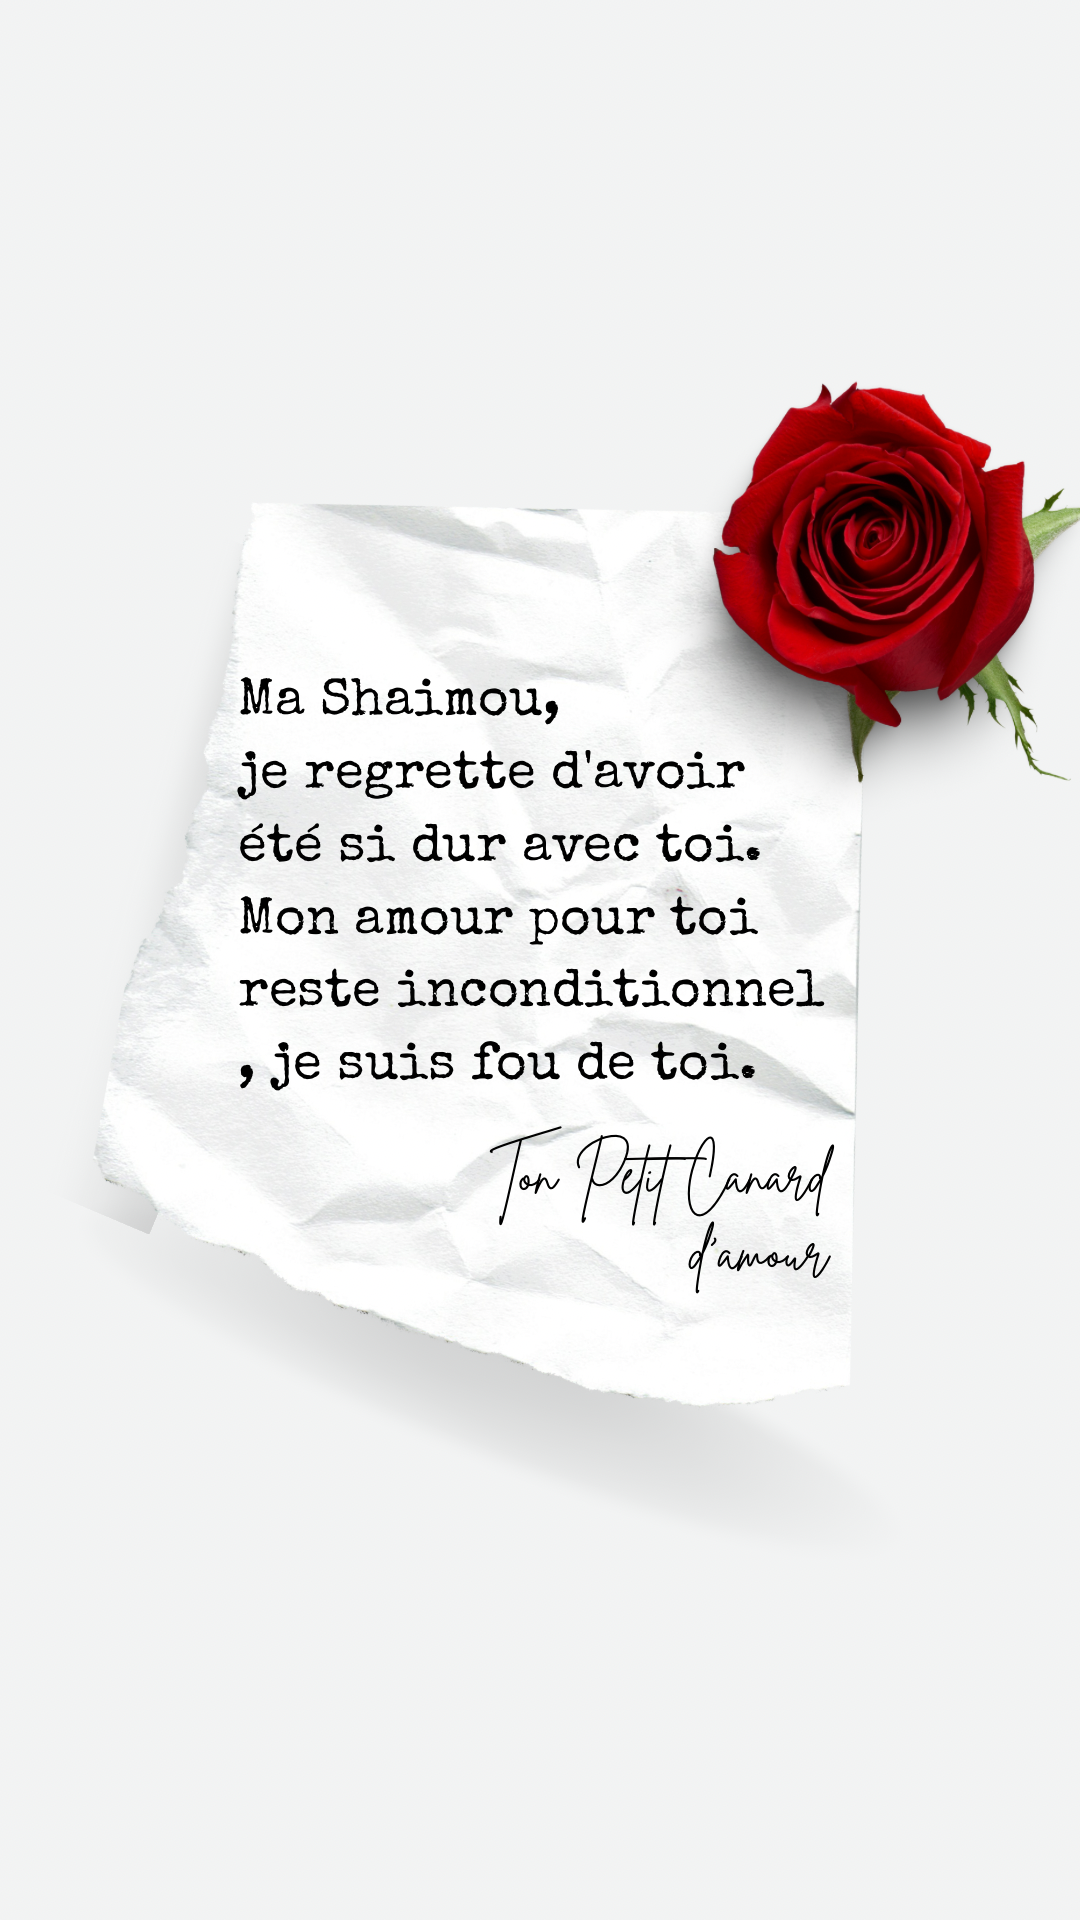 Ma Shaimou,
je regrette d'avoir
été si dur avec toi.
Mon amour pour toi
reste inconditionnel
, je suis fou de toi.
Ton Petit Canard
d'amour